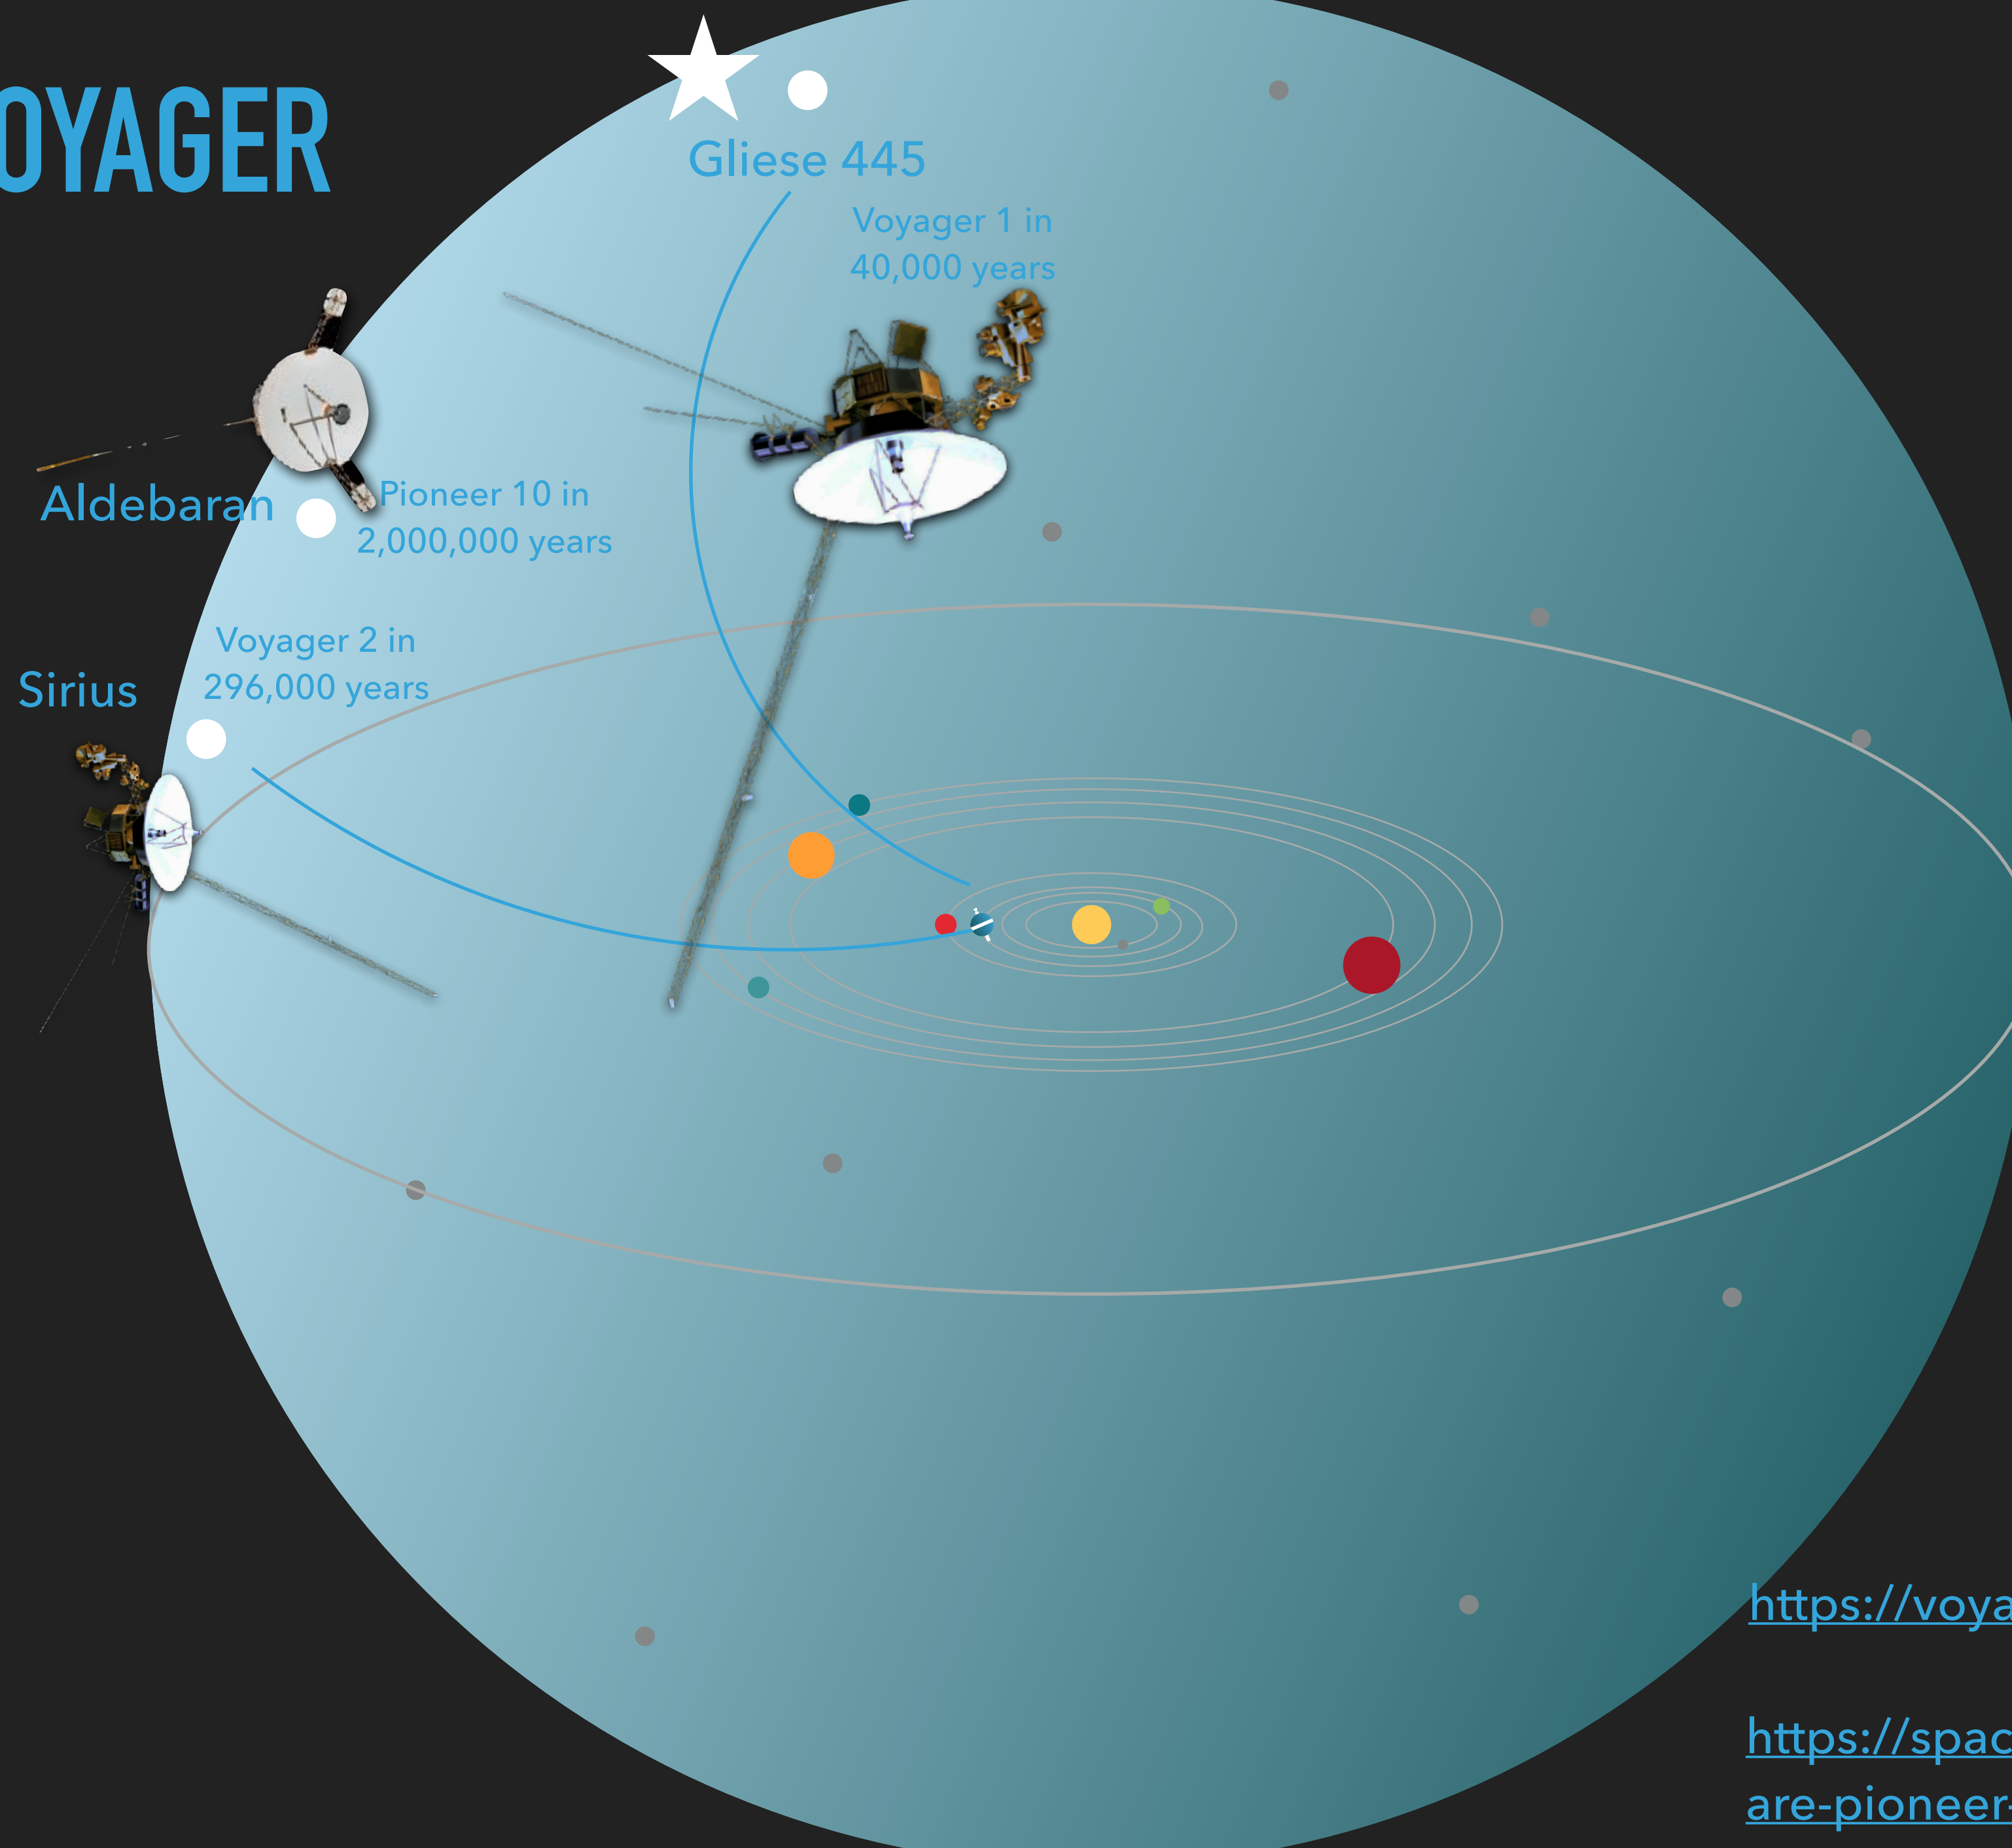 OYAGER
Gliese 445
Voyager 1 in
40,000 years
Aldebaran
Pioneer 10 in
2,000,000 years
Voyager 2 in
296,000 years
Sirius
https://voya
https://spac
are-pioneer-